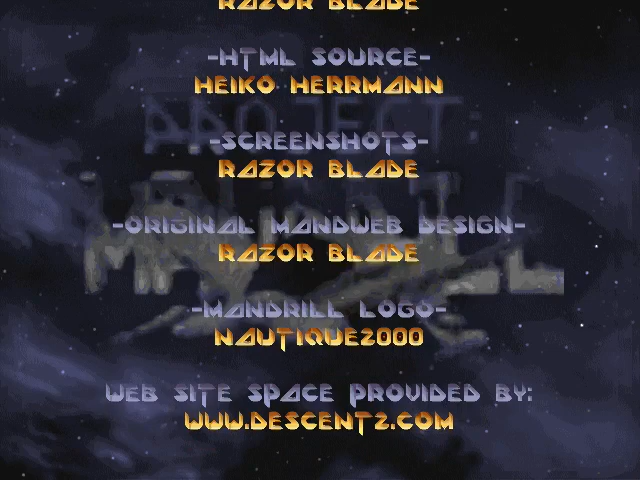 RAZOR BLADE
-HTML SOURCE-
HEIKO HERRMANN
-SCREENSHOTS-
RAZOR BLADE
-ORIGINAL MANDWEB DESIGN-
RAZOR BLADE
-MANDRILL LOGO-
NAUTIQUE2000
WEB SITE SPACE PROVIDED BY:
WWW.DESCENT2.COM
PROJECT: